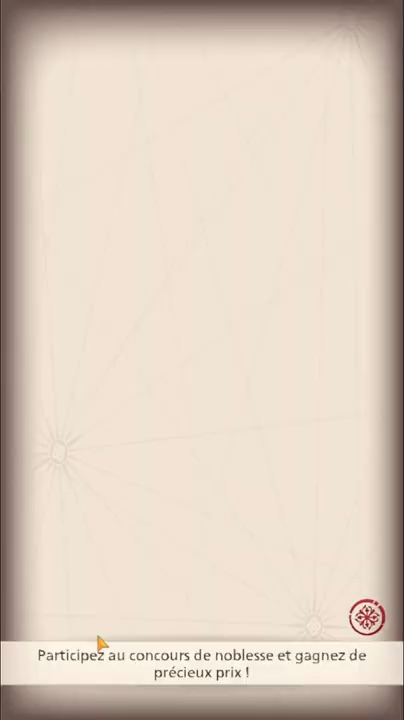 Participez au concours de noblesse et gagnez de
précieux prix !